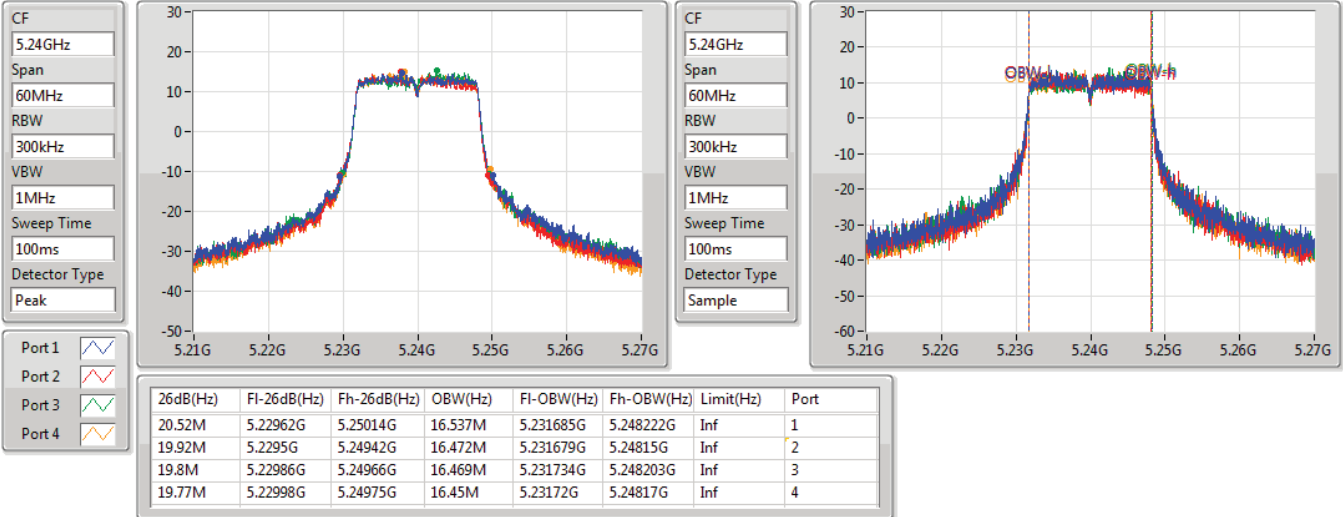 CF
5.24GHz
Span
60MHz
RBW
300kHz
VBW
1MHz
Sweep Time
100ms
Detector Type
Peak
30
20
10
0
-10
-20
-30
-40
-50
5.21G 5.22G 5.23G 5.24G 5.25G 5.26G 5.27G
CF
5.24GHz
Span
60MHz
RBW
300kHz
VBW
1MHz
Sweep Time
100ms
Detector Type
Sample
30
20
10
0
-10
-20
-30
-40
-50
-60
OBW-h
5.21G 5.22G 5.23G 5.24G 5.25G 5.26G 5.27G
Port 1
Port 2
Port 3
Port 4
26dB(Hz) Fl-26dB(Hz) Fh-26dB(Hz) OBW(Hz) Fl-OBW(Hz) Fh-OBW(Hz) Limit(Hz) Port
20.52M 5.22962G 5.25014G 16.537M 5.231685G 5.248222G Inf 1
19.92M 5.2295G 5.24942G 16.472M 5.231679G 5.24815G Inf 2
19.8M 5.22986G 5.24966G 16.469M 5.231734G 5.248203G Inf 3
19.77M 5.22998G 5.24975G 16.45M 5.23172G 5.24817G Inf 4